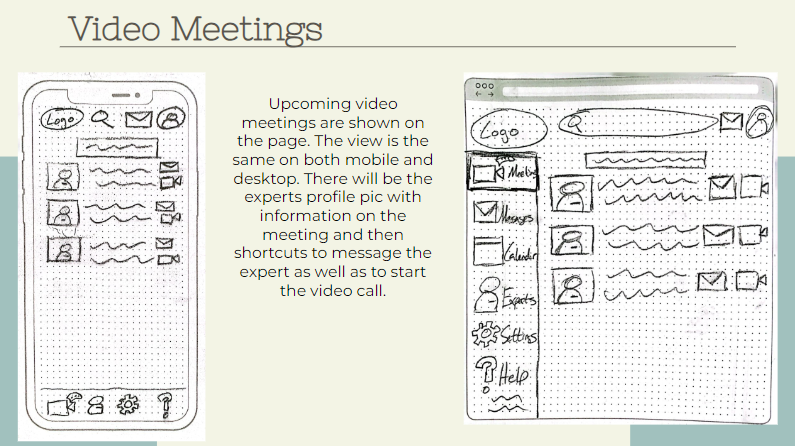 Video Meetings
Logo
Upcoming video
meetings are shown on
the page. The view is the
same on both mobile and
desktop. There will be the
experts profile pic with
information on the
meeting and then
shortcuts to message the
expert as well as to start
the video call.
Logo
Messages
Calendar
Experts
Settings
Help